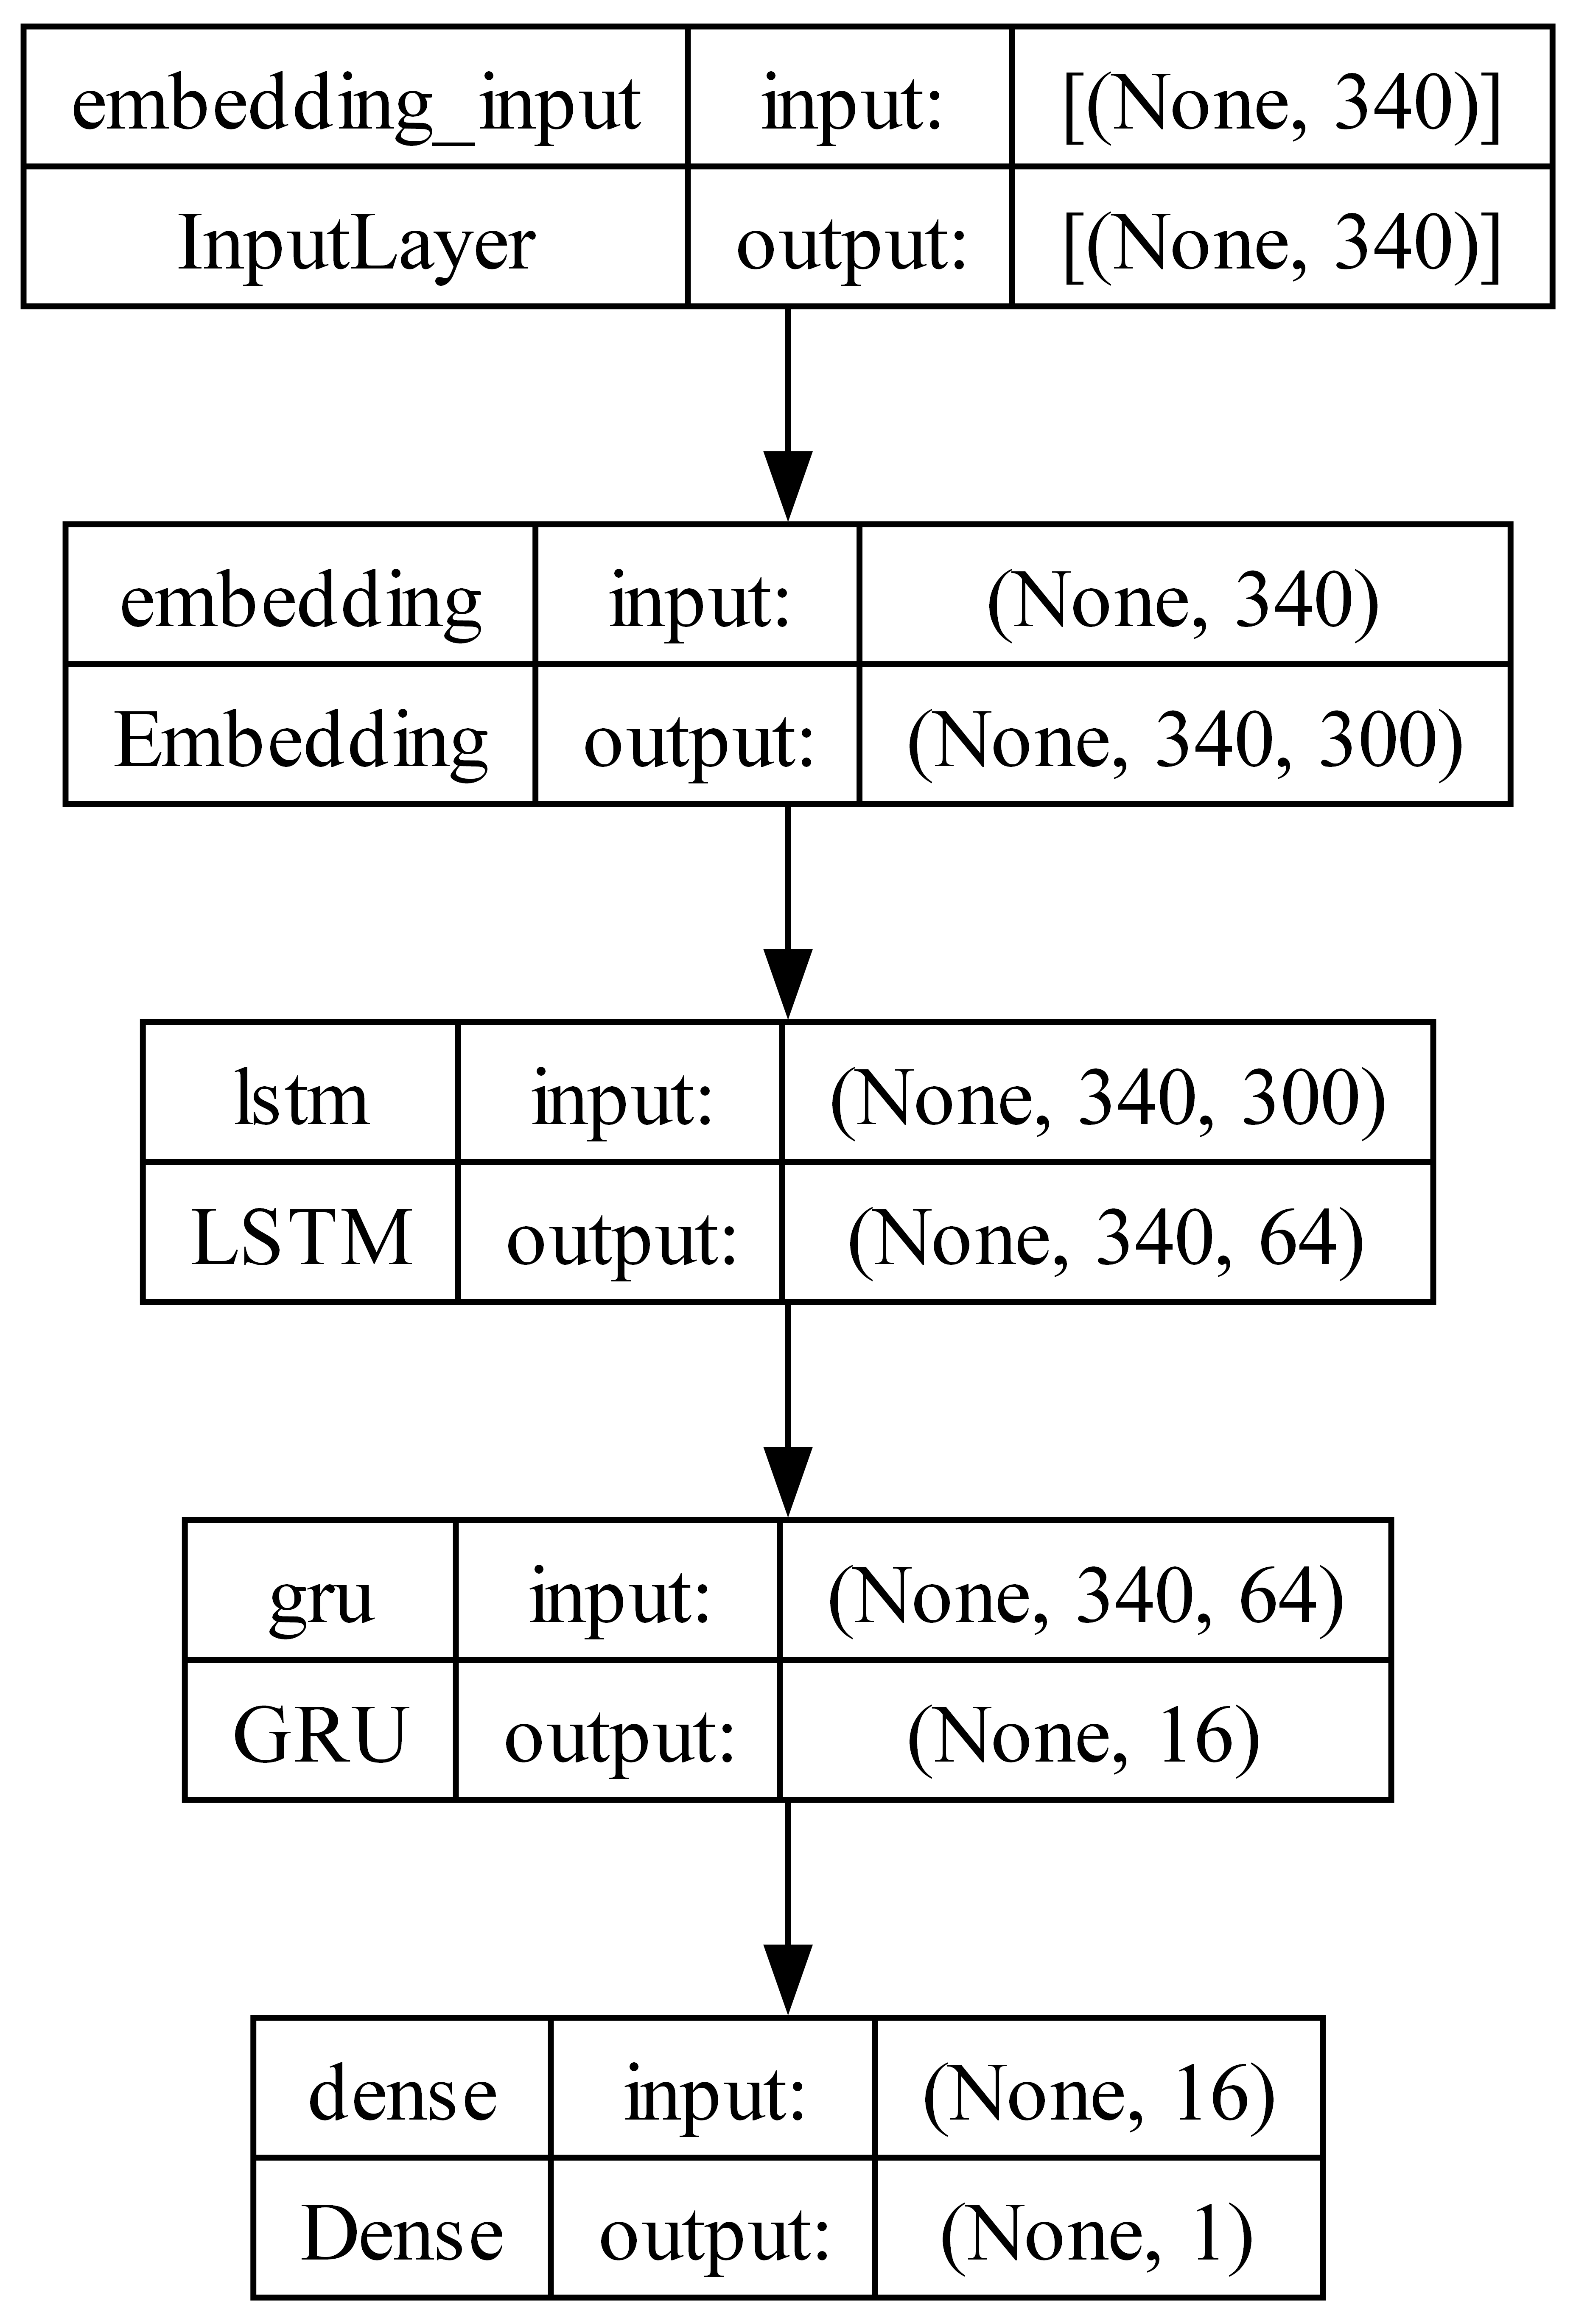 embedding_input input: [(None, 340)]
InputLayer output: [(None, 340)]
embedding input: (None, 340)
Embedding output: (None, 340, 300)
lstm input: (None, 340, 300)
LSTM output: (None, 340, 64)
gru input: (None, 340, 64)
GRU output: (None, 16)
dense input: (None, 16)
Dense output: (None, 1)